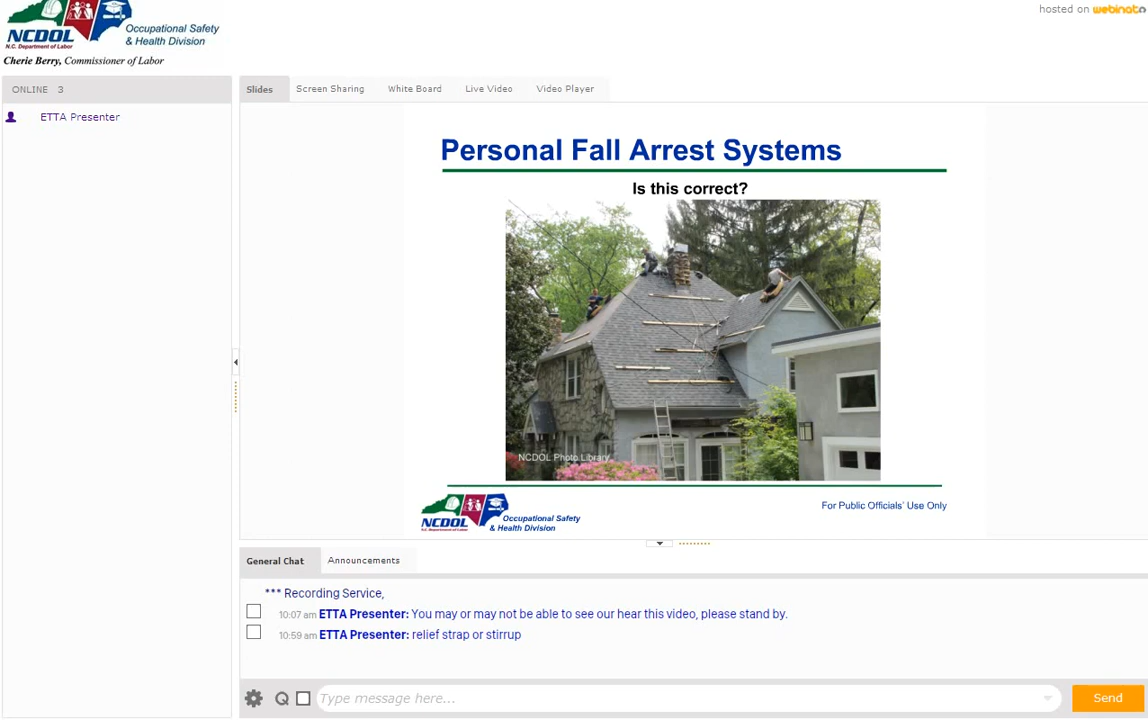 hosted on webinato
NCDOL
N.C. Department of Labor
Occupational Safety
& Health Division
Cherie Berry, Commissioner of Labor
ONLINE 3
ETTA Presenter
Slides
Screen Sharing
White Board
Live Video
Video Player
Personal Fall Arrest Systems
Is this correct?
NCDOL Photo Library
NCDOL
N.C. Department of Labor
Occupational Safety
& Health Division
For Public Officials' Use Only
General Chat
Announcements
*** Recording Service,
10:07 am ETTA Presenter: You may or may not be able to see our hear this video, please stand by.
10:59 am ETTA Presenter: relief strap or stirrup
Q
Type message here...
Send